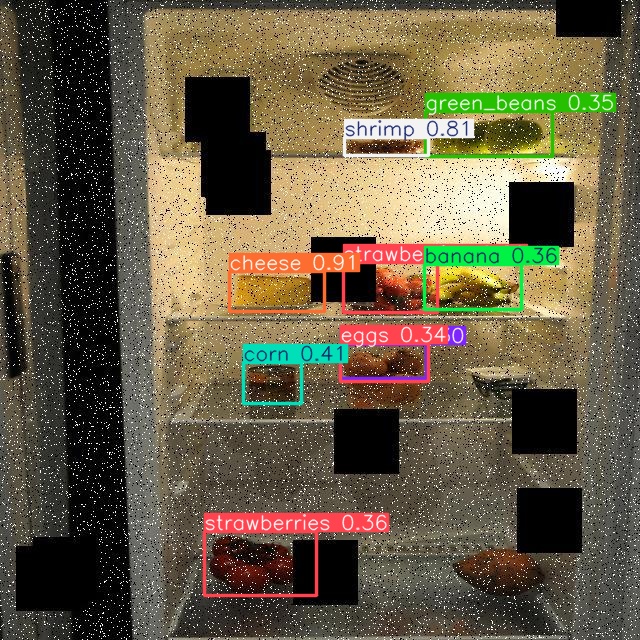 green_beans 0.35
shrimp 0.81
strawbe
banana 0.36
cheese 0.91
eggs 0.34
corn 0.41
strawberries 0.36